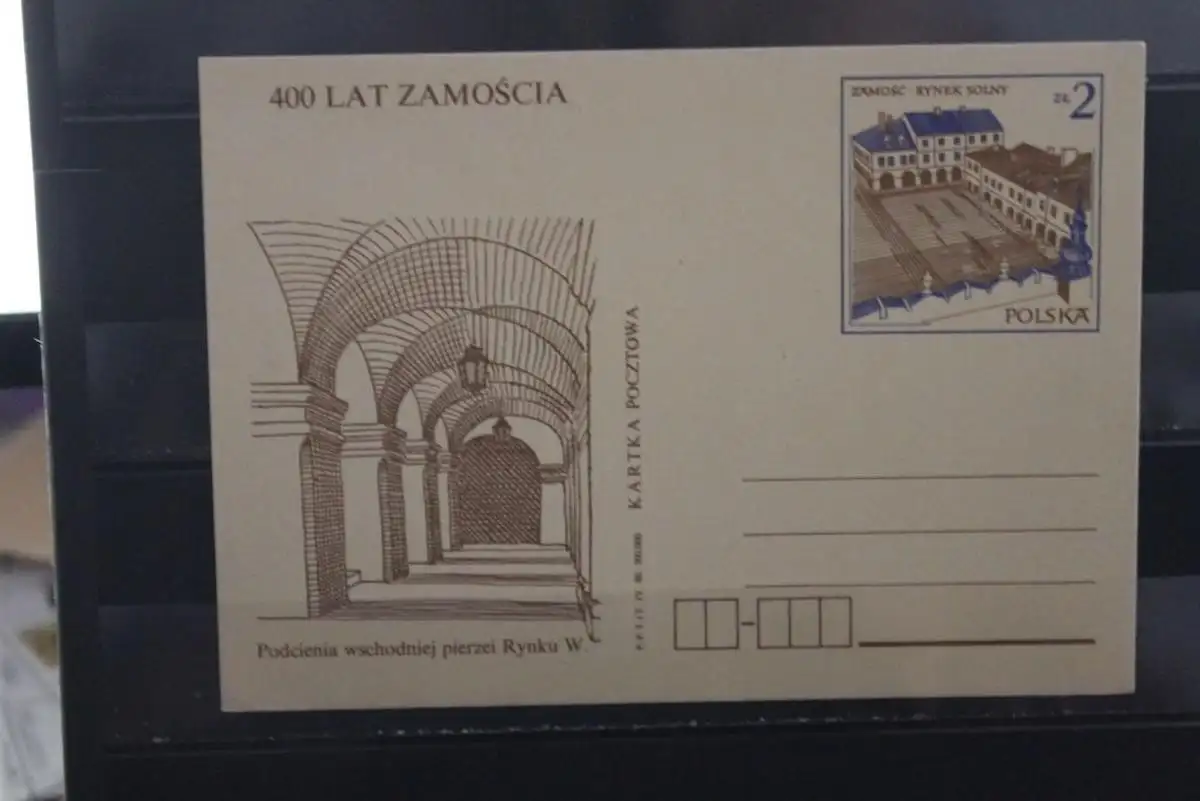 400 LAT ZAMOŚCIA
ZAMOŚĆ RYNEK SOLNY
ZŁ 2
POLSKA
KARTKA POCZTOWA
Podcienia wschodniej pierzei Rynku W.